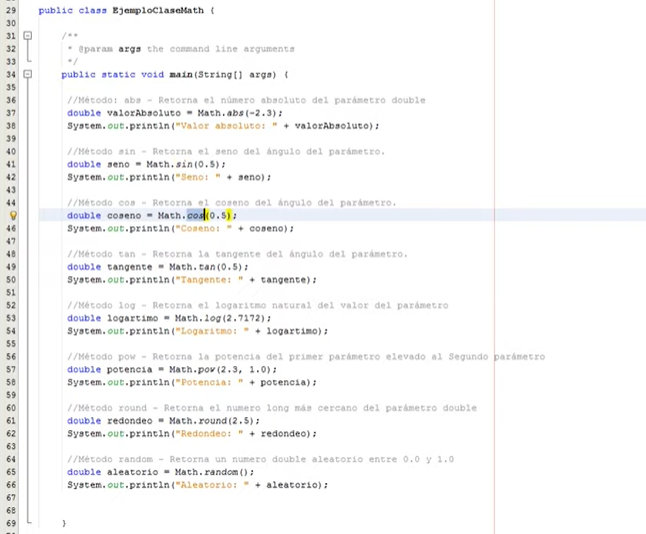 29 public class EjemploClaseMath {
30
31 /**
32 * @param args the command line arguments
33 */
34 public static void main(String[] args) {
35
36 //Método: abs - Retorna el número absoluto del parámetro double
37 double valorAbsoluto = Math.abs(-2.3);
38 System.out.println("Valor absoluto: " + valorAbsoluto);
39
40 //Método sin - Retorna el seno del ángulo del parámetro.
41 double seno = Math.sin(0.5);
42 System.out.println("Seno: " + seno);
43
44 //Método cos - Retorna el coseno del ángulo del parámetro.
double coseno = Math.cos(0.5);
46 System.out.println("Coseno: " + coseno);
47
48 //Método tan - Retorna la tangente del ángulo del parámetro.
49 double tangente = Math.tan(0.5);
50 System.out.println("Tangente: " + tangente);
51
52 //Método log - Retorna el logaritmo natural del valor del parámetro
53 double logartimo = Math.log(2.7172);
54 System.out.println("Logaritmo: " + logartimo);
55
56 //Método pow - Retorna la potencia del primer parámetro elevado al Segundo parámetro
57 double potencia = Math.pow(2.3, 1.0);
58 System.out.println("Potencia: " + potencia);
59
60 //Método round - Retorna el numero long más cercano del parámetro double
61 double redondeo = Math.round(2.5);
62 System.out.println("Redondeo: " + redondeo);
63
64 //Método random - Retorna un numero double aleatorio entre 0.0 y 1.0
65 double aleatorio = Math.random();
66 System.out.println("Aleatorio: " + aleatorio);
67
68
69 }